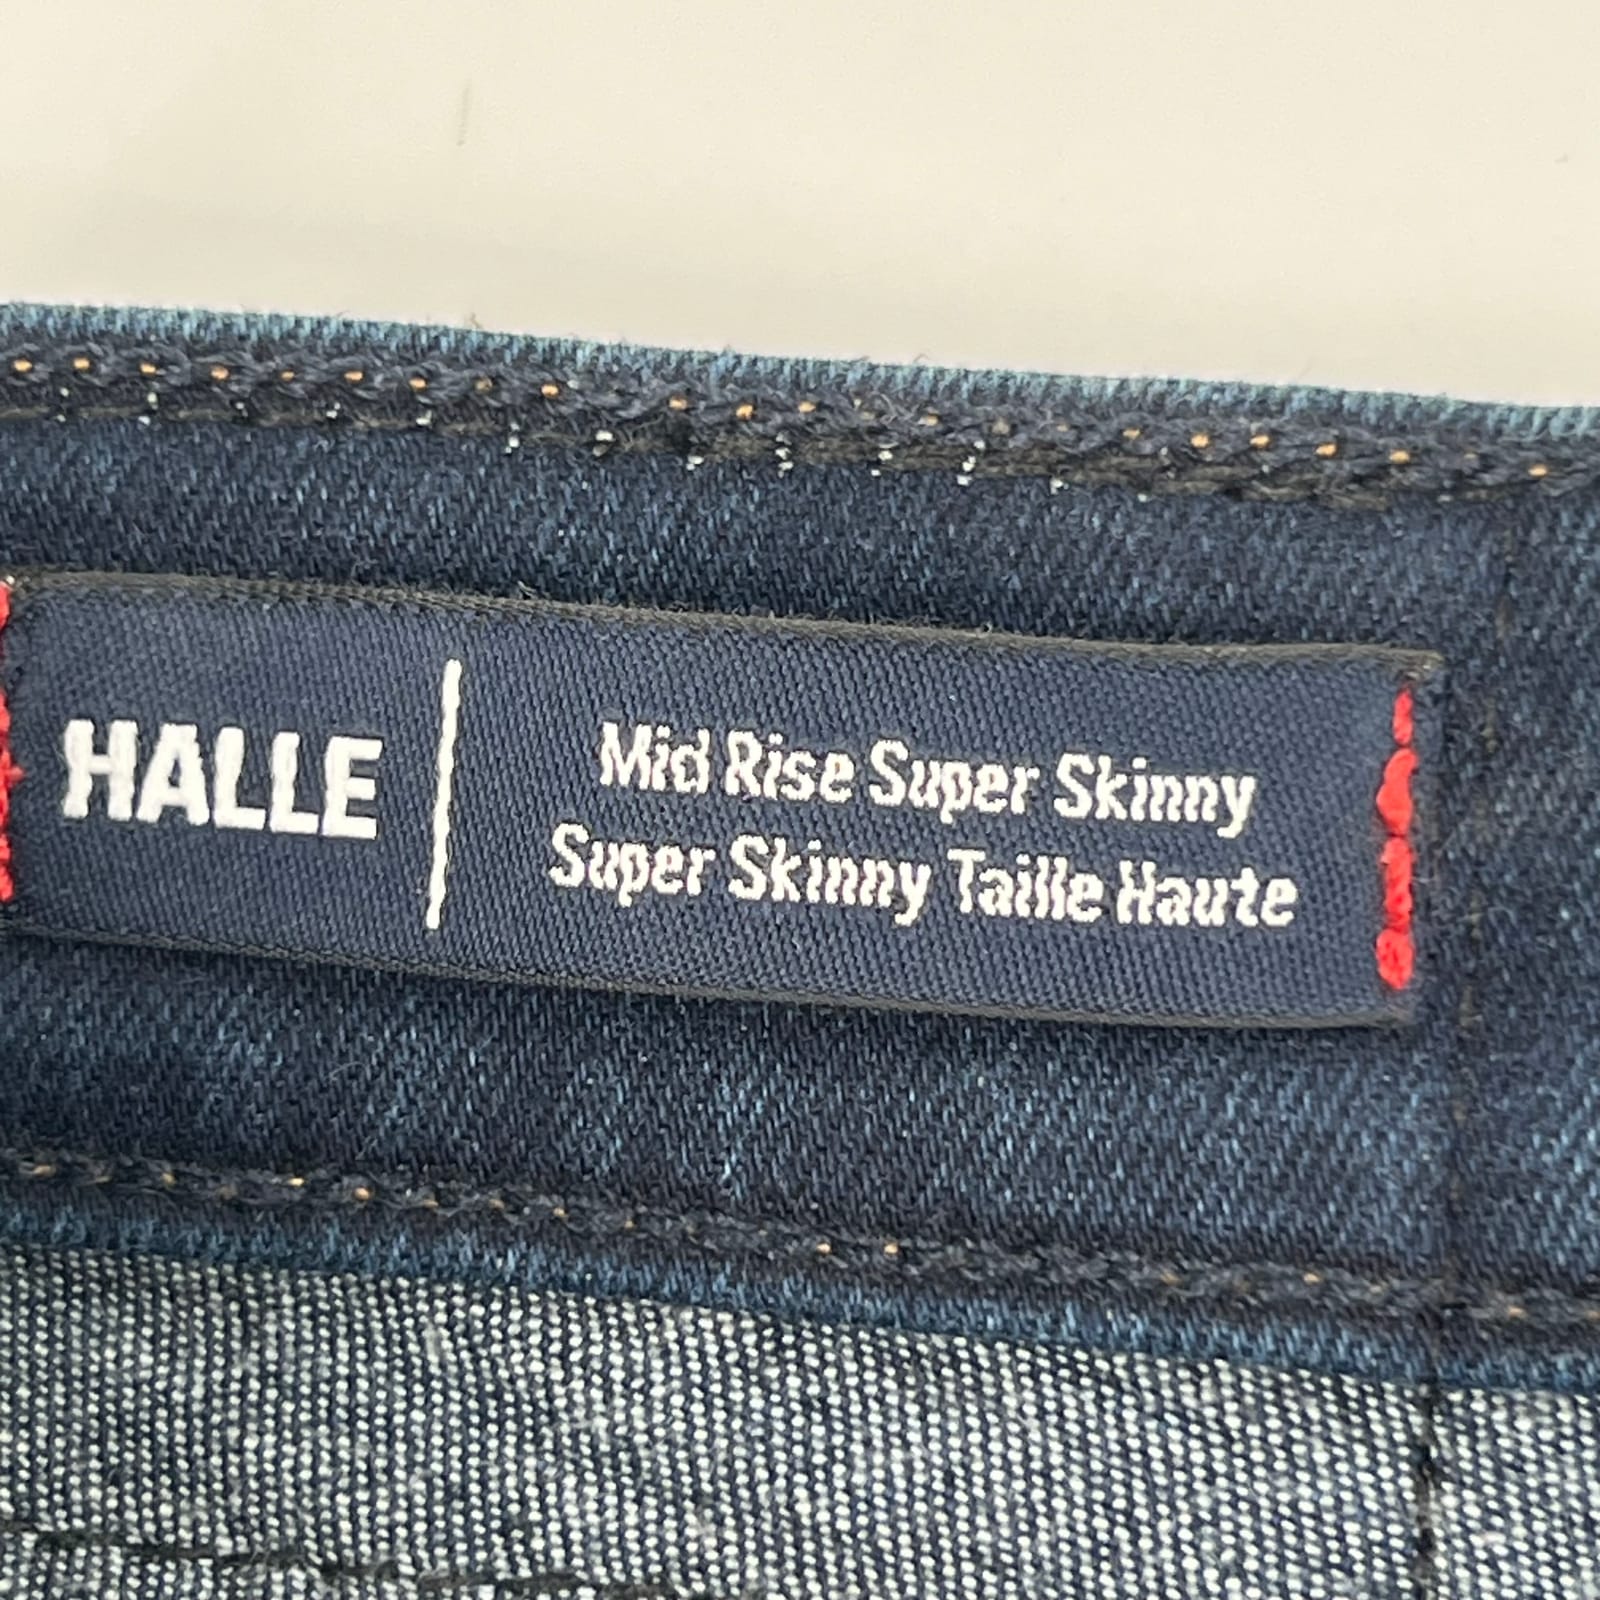 HALLE
Mid Rise Super Skinny
Super Skinny Taille Haute